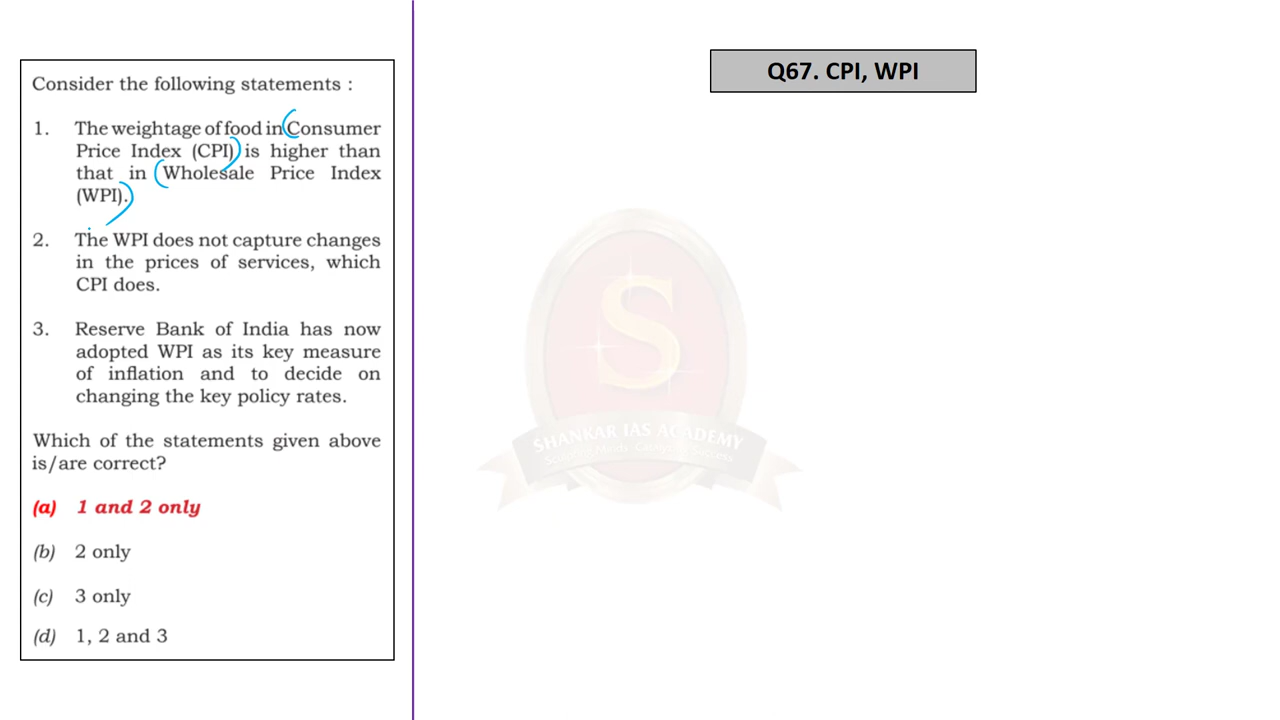 Consider the following statements :
1. The weightage of food in Consumer
Price Index (CPI) is higher than
that in Wholesale Price Index
(WPI).
2. The WPI does not capture changes
in the prices of services, which
CPI does.
3. Reserve Bank of India has now
adopted WPI as its key measure
of inflation and to decide on
changing the key policy rates.
Which of the statements given above
is/are correct?
(a) 1 and 2 only
(b) 2 only
(c) 3 only
(d) 1, 2 and 3
Q67. CPI, WPI
S
SHANKAR IAS ACADEMY